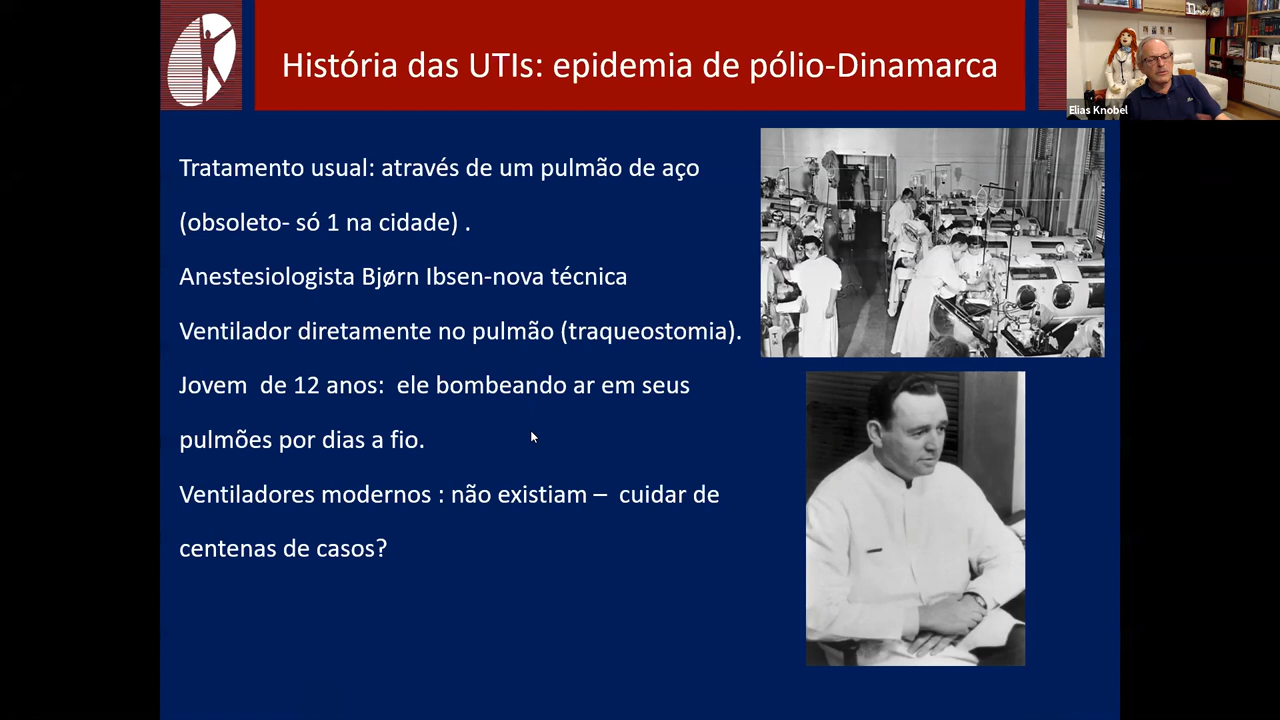 História das UTIs: epidemia de pólio-Dinamarca
Elias Knobel
Tratamento usual: através de um pulmão de aço
(obsoleto- só 1 na cidade) .
Anestesiologista Bjørn Ibsen-nova técnica
Ventilador diretamente no pulmão (traqueostomia).
Jovem  de 12 anos:  ele bombeando ar em seus
pulmões por dias a fio.
Ventiladores modernos : não existiam –  cuidar de
centenas de casos?